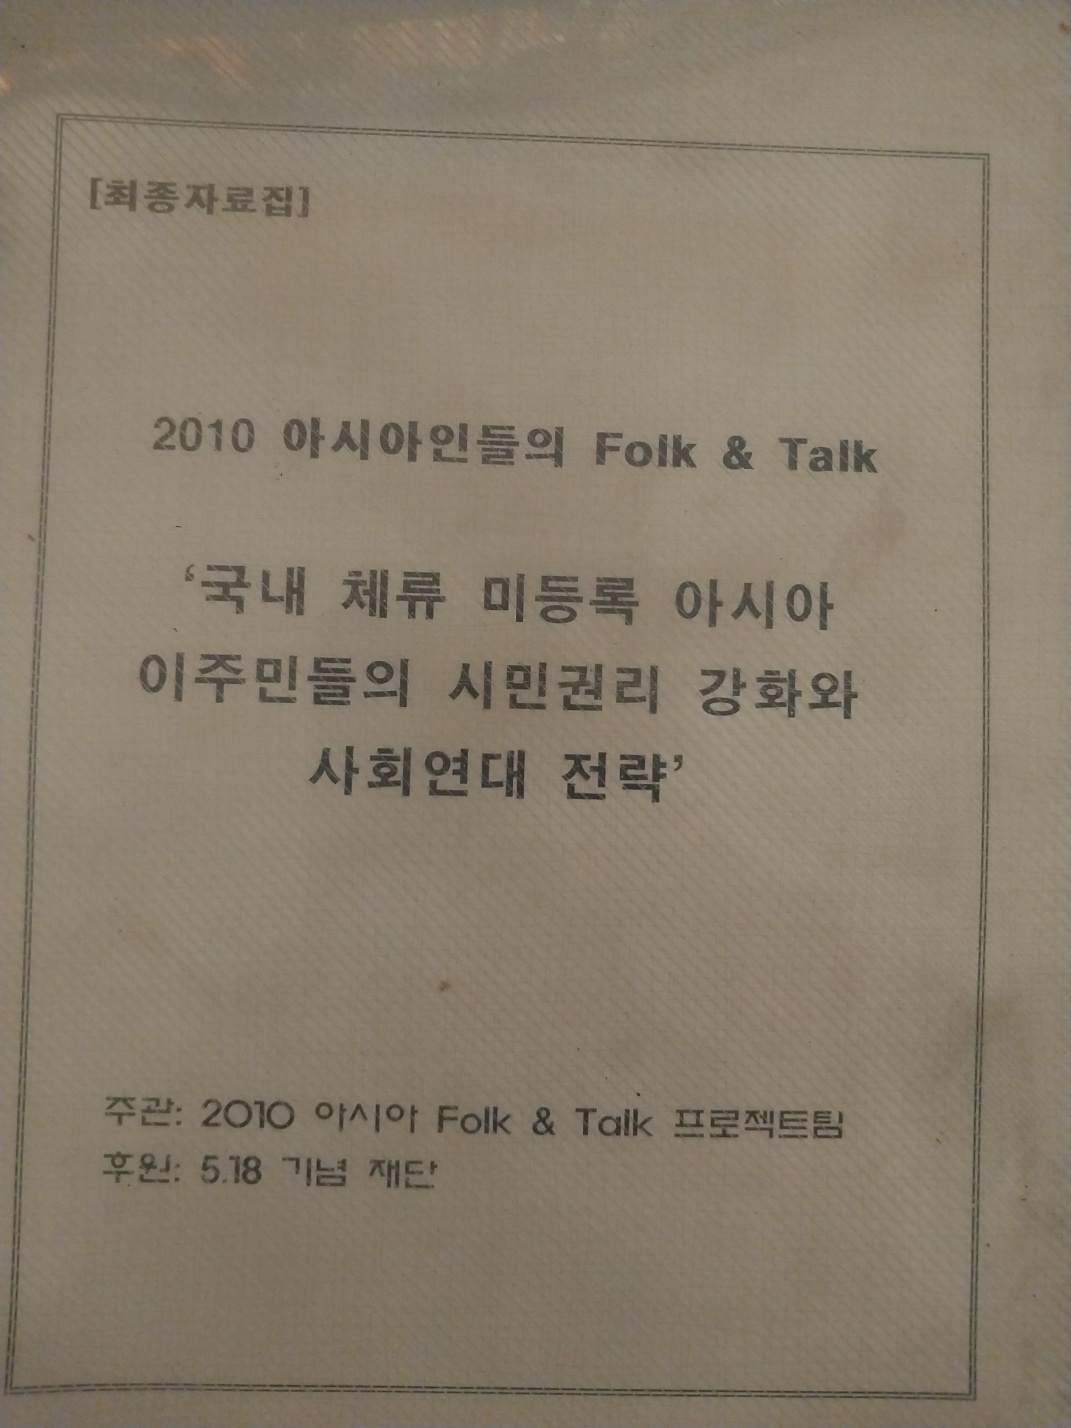 [최종자료집]
2010 아시아인들의 Folk & Talk
‘국내 체류 미등록 아시아
이주민들의 시민권리 강화와
사회연대 전략’
주관: 2010 아시아 Folk & Talk 프로젝트팀
후원: 5.18 기념 재단